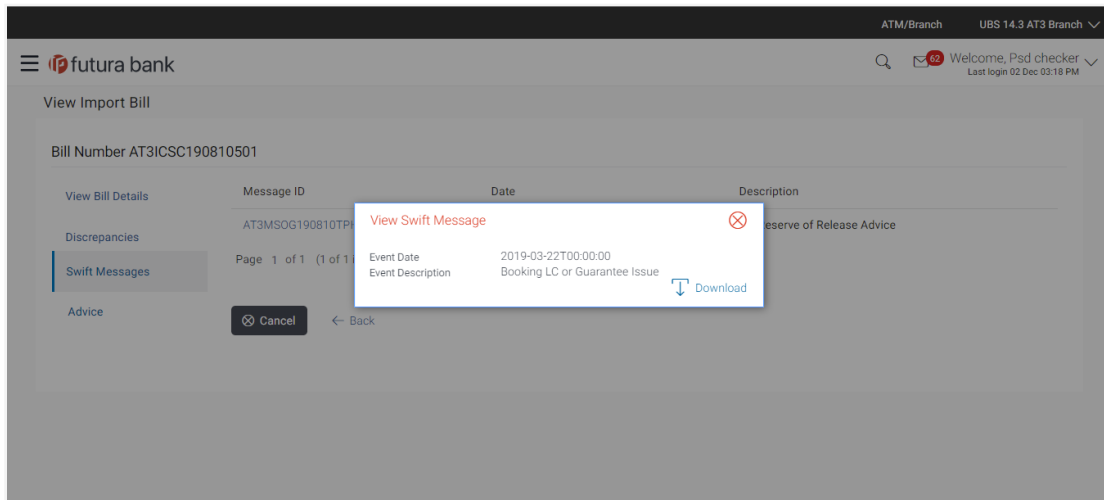 ATM/Branch UBS 14.3 AT3 Branch
futura bank 62 Welcome, Psd checker
Last login 02 Dec 03:18 PM
View Import Bill
Bill Number AT3ICSC190810501
View Bill Details
Discrepancies
Swift Messages
Advice
Message ID Date Description
of Release Advice
Page 1 of 1 (1 of 1
View Swift Message
Event Date 2019-03-22T00:00:00
Event Description Booking LC or Guarantee Issue
Download
Cancel Back